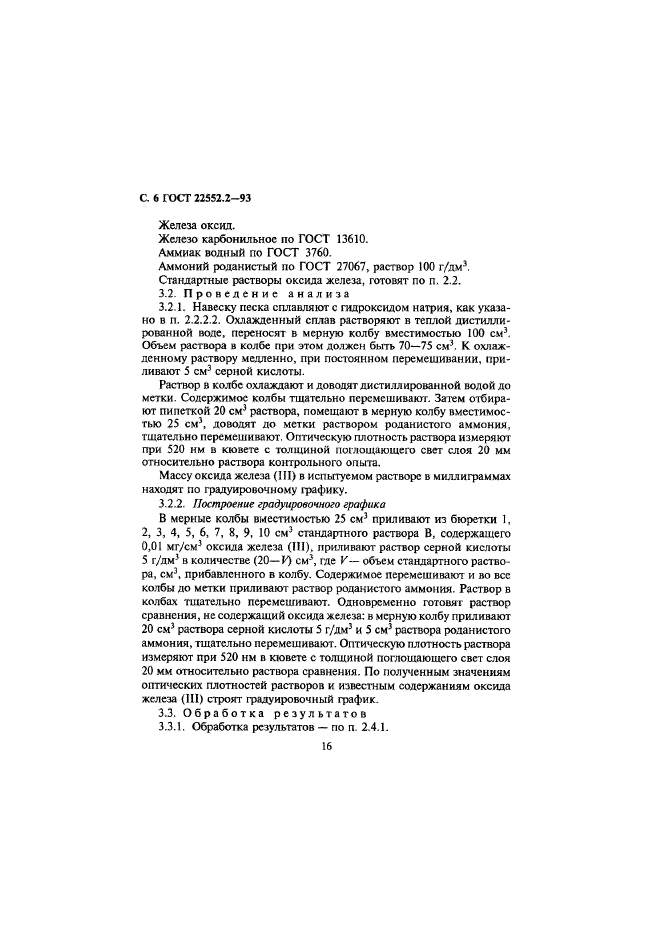 С. 6 ГОСТ 22552.2—93
Железа оксид.
Железо карбонильное по ГОСТ 13610.
Аммиак водный по ГОСТ 3760.
Аммоний роданистый по ГОСТ 27067, раствор 100 г/дм³.
Стандартные растворы оксида железа, готовят по п. 2.2.
3.2. Проведение анализа
3.2.1. Навеску песка сплавляют с гидроксидом натрия, как указа-
но в п. 2.2.2.2. Охлажденный сплав растворяют в теплой дистилли-
рованной воде, переносят в мерную колбу вместимостью 100 см³.
Объем раствора в колбе при этом должен быть 70—75 см³. К охлаж-
денному раствору медленно, при постоянном перемешивании, при-
ливают 5 см³ серной кислоты.
Раствор в колбе охлаждают и доводят дистиллированной водой до
метки. Содержимое колбы тщательно перемешивают. Затем отбира-
ют пипеткой 20 см³ раствора, помещают в мерную колбу вместимос-
тью 25 см³, доводят до метки раствором роданистого аммония,
тщательно перемешивают. Оптическую плотность раствора измеряют
при 520 нм в кювете с толщиной поглощающего свет слоя 20 мм
относительно раствора контрольного опыта.
Массу оксида железа (III) в испытуемом растворе в миллиграммах
находят по градуировочному графику.
3.2.2. Построение градуировочного графика
В мерные колбы вместимостью 25 см³ приливают из бюретки 1,
2, 3, 4, 5, 6, 7, 8, 9, 10 см³ стандартного раствора В, содержащего
0,01 мг/см³ оксида железа (III), приливают раствор серной кислоты
5 г/дм³ в количестве (20—V) см³, где V — объем стандартного раство-
ра, см³, прибавленного в колбу. Содержимое перемешивают и во все
колбы до метки приливают раствор роданистого аммония. Раствор в
колбах тщательно перемешивают. Одновременно готовят раствор
сравнения, не содержащий оксида железа: в мерную колбу приливают
20 см³ раствора серной кислоты 5 г/дм³ и 5 см³ раствора роданистого
аммония, тщательно перемешивают. Оптическую плотность раствора
измеряют при 520 нм в кювете с толщиной поглощающего свет слоя
20 мм относительно раствора сравнения. По полученным значениям
оптических плотностей растворов и известным содержаниям оксида
железа (III) строят градуировочный график.
3.3. Обработка результатов
3.3.1. Обработка результатов — по п. 2.4.1.
16